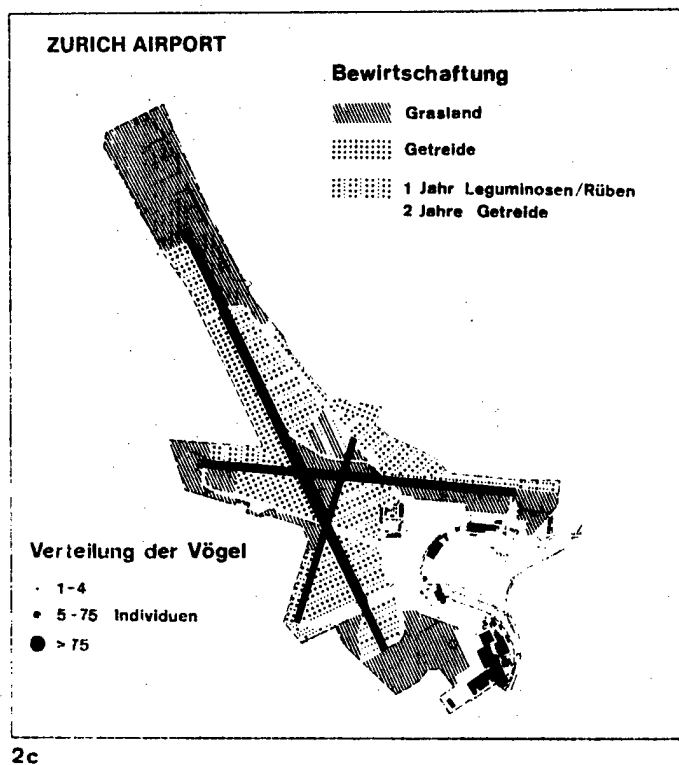 ZURICH AIRPORT
Bewirtschaftung
Grasland
Getreide
1 Jahr Leguminosen/Rüben
2 Jahre Getreide
Verteilung der Vögel
1-4
5-75 Individuen
> 75
2c